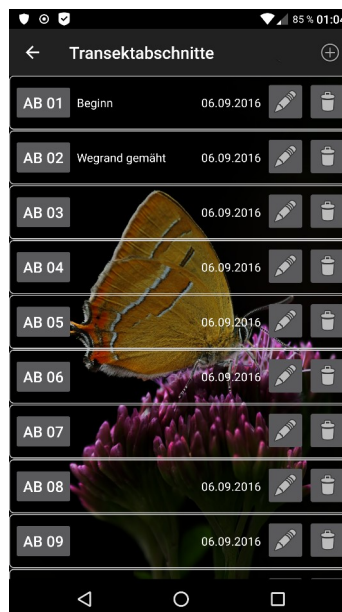 85 % 01:04
Transektabschnitte
AB 01 Beginn 06.09.2016
AB 02 Wegrand gemäht 06.09.2016
AB 03 06.09.2016
AB 04 06.09.2016
AB 05 06.09.2016
AB 06 06.09.2016
AB 07 06.09.2016
AB 08 06.09.2016
AB 09 06.09.2016